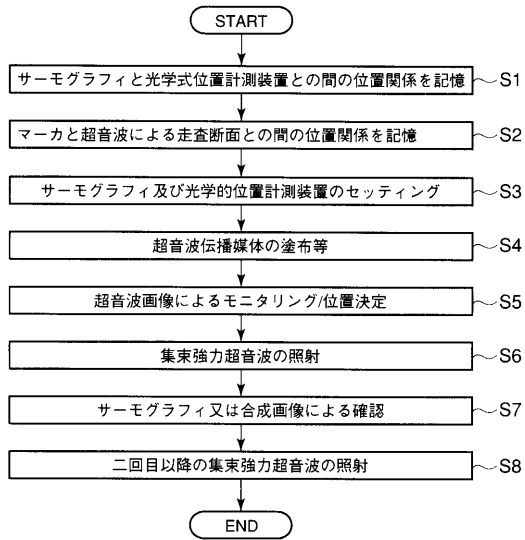 START
サーモグラフィと光学式位置計測装置との間の位置関係を記憶 S1
マーカと超音波による走査断面との間の位置関係を記憶 S2
サーモグラフィ及び光学的位置計測装置のセッティング S3
超音波伝播媒体の塗布等 S4
超音波画像によるモニタリング/位置決定 S5
集束強力超音波の照射 S6
サーモグラフィ又は合成画像による確認 S7
二回目以降の集束強力超音波の照射 S8
END